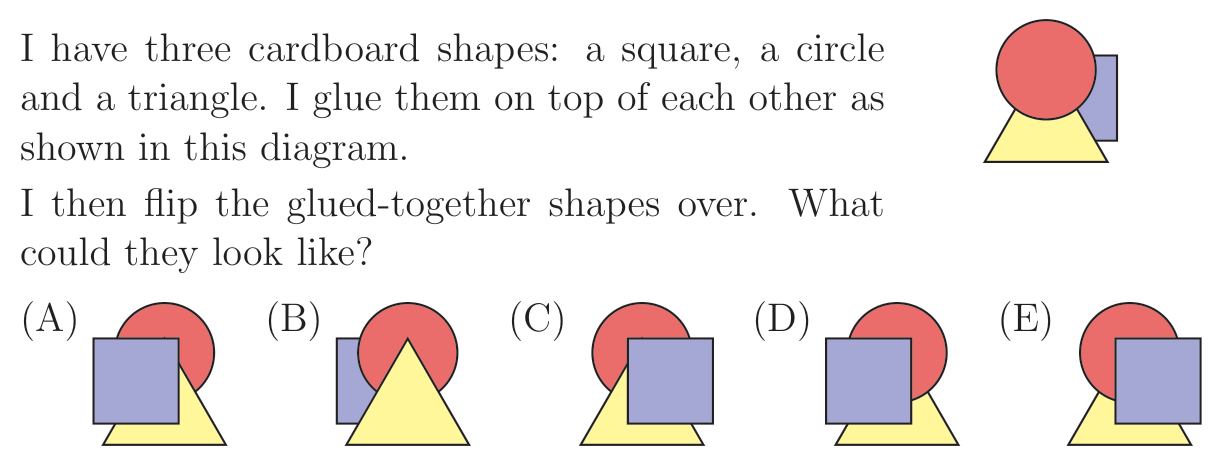 I have three cardboard shapes: a square, a circle
and a triangle. I glue them on top of each other as
shown in this diagram.
I then flip the glued-together shapes over. What
could they look like?
(A) (B) (C) (D) (E)